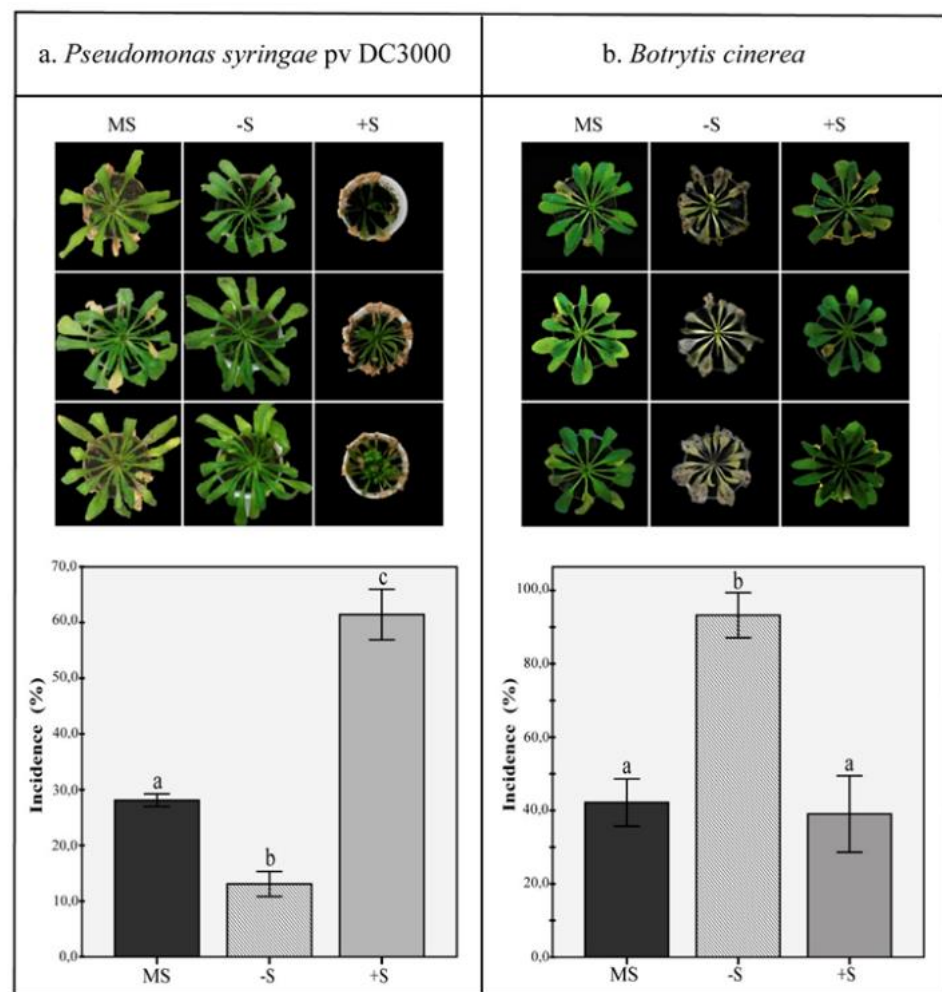 a. Pseudomonas syringae pv DC3000
b. Botrytis cinerea
MS -S +S
MS -S +S
70,0
60,0
50,0
40,0
30,0
20,0
10,0
0,0
Incidence (%)
a
b
c
MS -S +S
100,0
80,0
60,0
40,0
20,0
0,0
Incidence (%)
a
b
a
MS -S +S